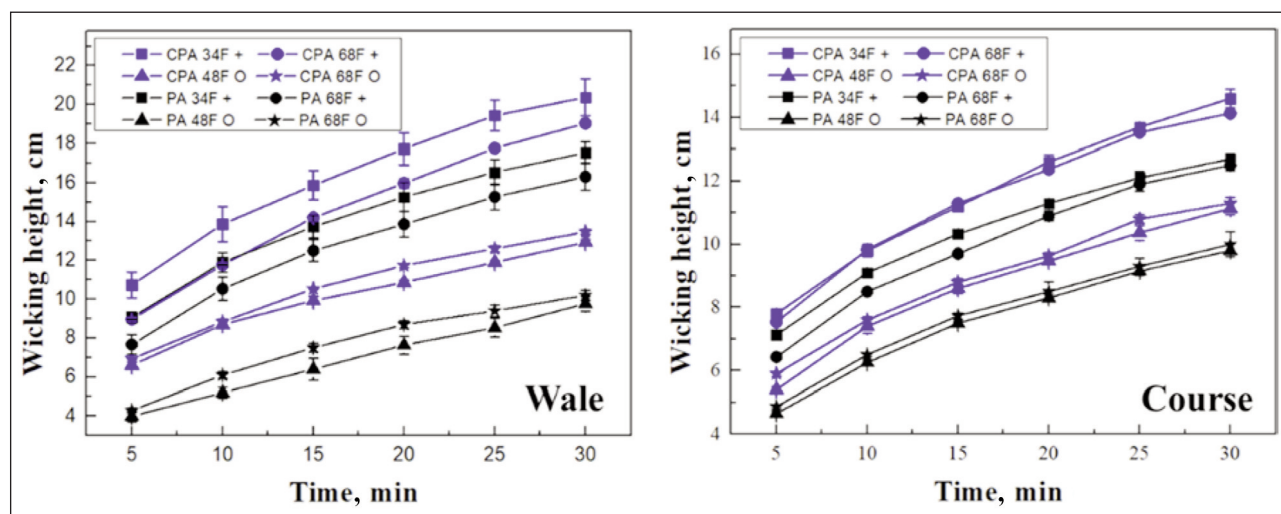 CPA 34F + CPA 68F +
CPA 48F O CPA 68F O
PA 34F + PA 68F +
PA 48F O PA 68F O
Wicking height, cm
22
20
18
16
14
12
10
8
6
4
Wale
5 10 15 20 25 30
Time, min
CPA 34F + CPA 68F +
CPA 48F O CPA 68F O
PA 34F + PA 68F +
PA 48F O PA 68F O
Wicking height, cm
16
14
12
10
8
6
4
Course
5 10 15 20 25 30
Time, min